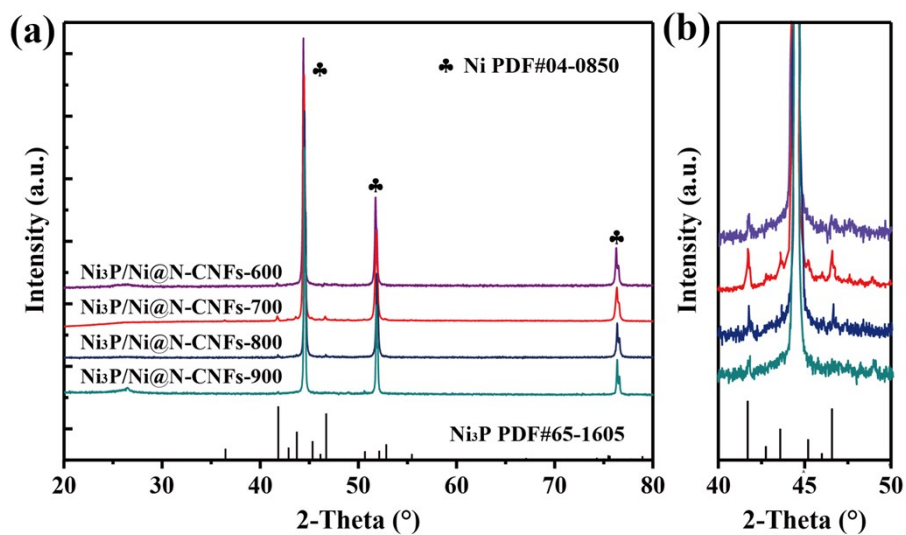 (a)
♣ Ni PDF#04-0850
♣
♣
♣
Ni₃P/Ni@N-CNFs-600
Ni₃P/Ni@N-CNFs-700
Ni₃P/Ni@N-CNFs-800
Ni₃P/Ni@N-CNFs-900
Ni₃P PDF#65-1605
Intensity (a.u.)
20 30 40 50 60 70 80
2-Theta (°)
(b)
Intensity (a.u.)
40 45 50
2-Theta (°)